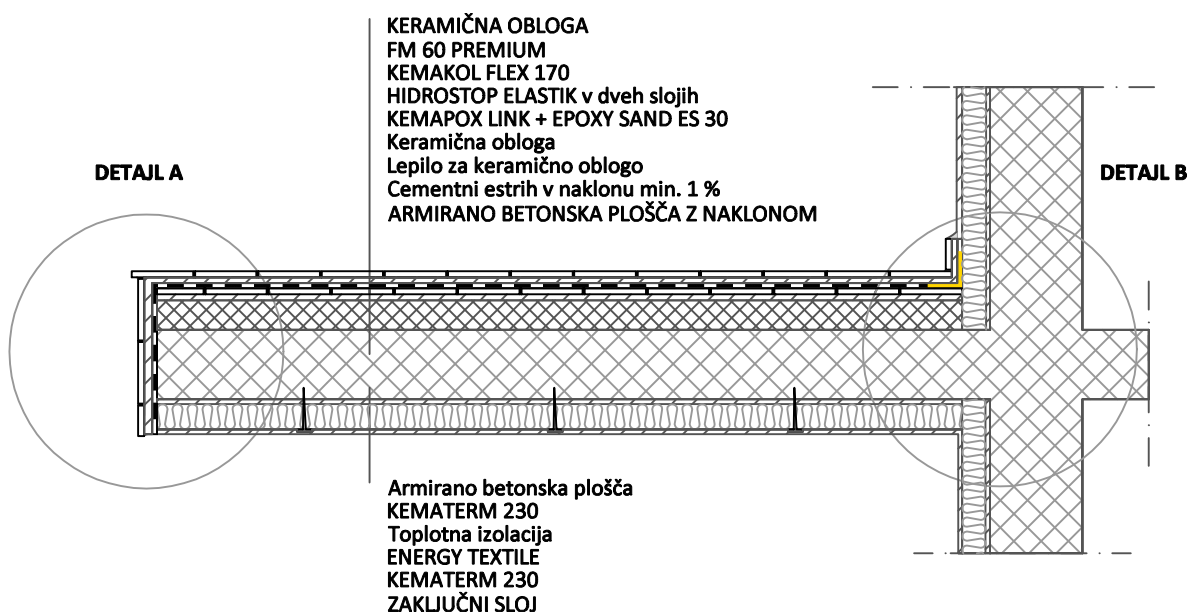 KERAMIČNA OBLOGA
FM 60 PREMIUM
KEMAKOL FLEX 170
HIDROSTOP ELASTIK v dveh slojih
KEMAPOX LINK + EPOXY SAND ES 30
Keramična obloga
Lepilo za keramično oblogo
Cementni estrih v naklonu min. 1 %
ARMIRANO BETONSKA PLOŠČA Z NAKLONOM
DETAJL A
DETAJL B
Armirano betonska plošča
KEMATERM 230
Toplotna izolacija
ENERGY TEXTILE
KEMATERM 230
ZAKLJUČNI SLOJ